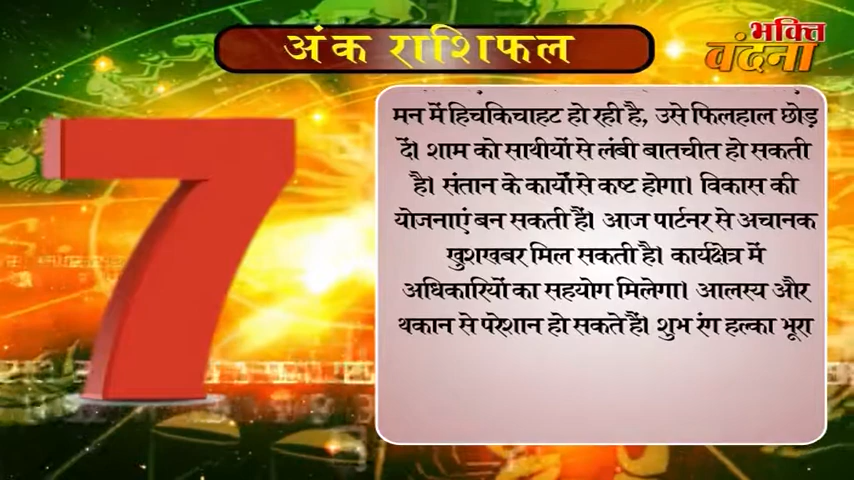 अंक राशिफल
भक्ति
वंदना
7
मन में हिचकिचाहट हो रही है, उसे फिलहाल छोड़
दें। शाम को साथीयों से लंबी बातचीत हो सकती
है। संतान के कार्यो से कष्ट होगा। विकास की
योजनाएं बन सकती हैं। आज पार्टनर से अचानक
खुशखबर मिल सकती है। कार्यक्षेत्र में
अधिकारियों का सहयोग मिलेगा। आलस्य और
थकान से परेशान हो सकते हैं। शुभ रंग हल्का भूरा